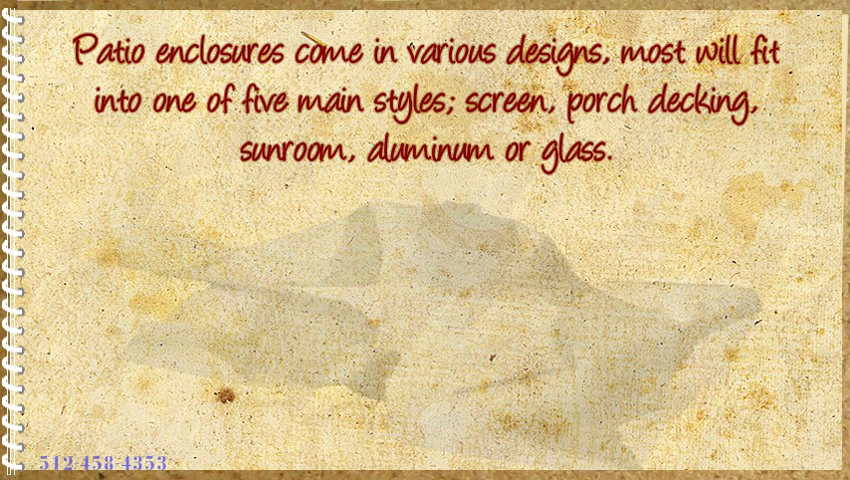 Patio enclosures come in various designs, most will fit
into one of five main styles; screen, porch decking,
sunroom, aluminum or glass.
512-458-4353